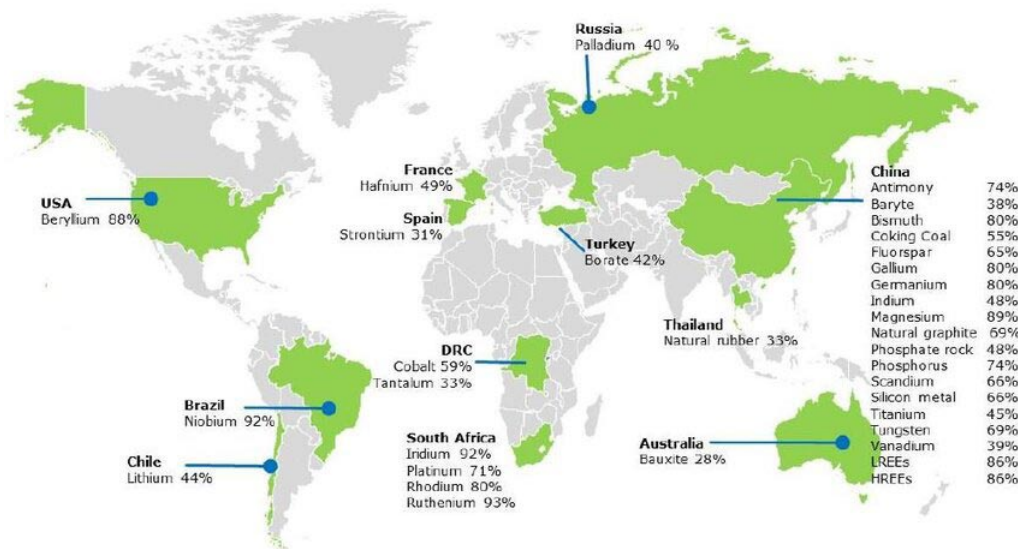 Russia
Palladium 40 %
France
Hafnium 49%
USA
Beryllium 88%
Spain
Strontium 31%
Turkey
Borate 42%
China
Antimony 74%
Baryte 38%
Bismuth 80%
Coking Coal 55%
Fluorspar 65%
Gallium 80%
Germanium 80%
Indium 48%
Magnesium 89%
Natural graphite 69%
Phosphate rock 48%
Phosphorus 74%
Scandium 66%
Silicon metal 66%
Titanium 45%
Tungsten 69%
Vanadium 39%
LREEs 86%
HREEs 86%
Thailand
Natural rubber 33%
DRC
Cobalt 59%
Tantalum 33%
Brazil
Niobium 92%
South Africa
Iridium 92%
Platinum 71%
Rhodium 80%
Ruthenium 93%
Australia
Bauxite 28%
Chile
Lithium 44%